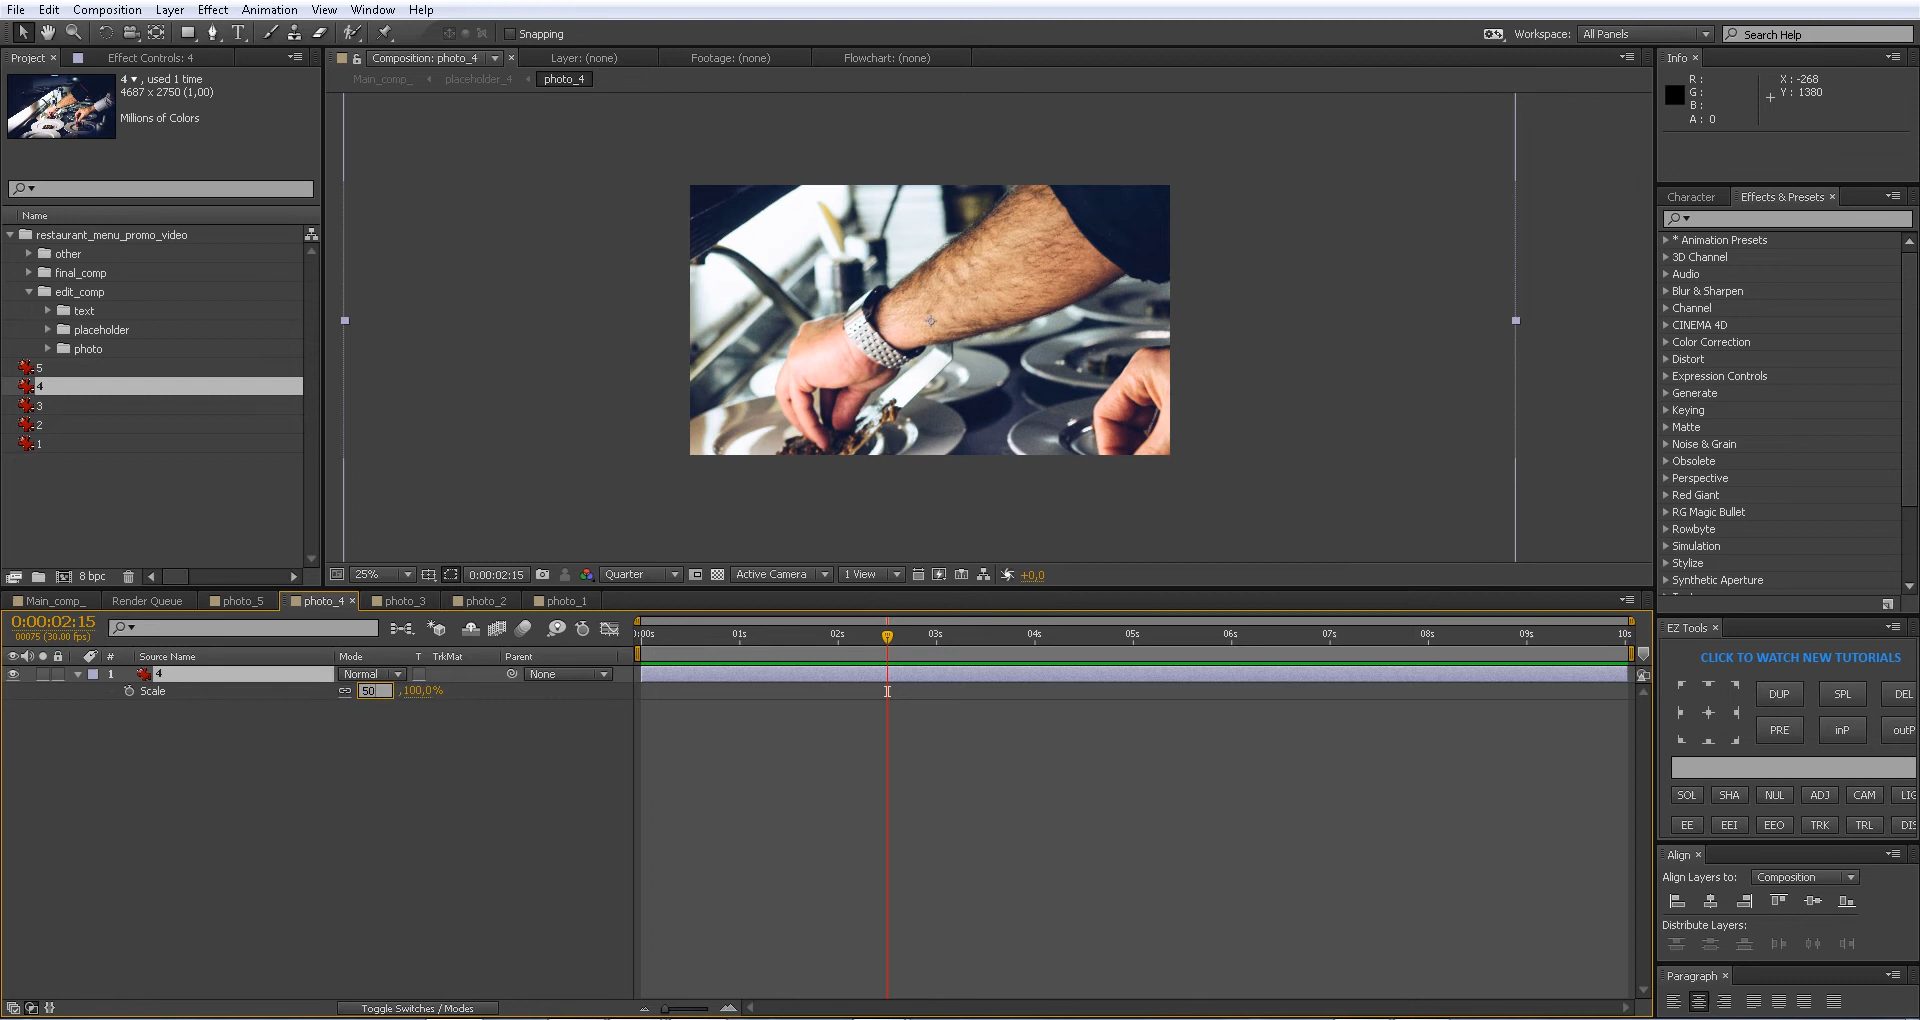 File Edit Composition Layer Effect Animation View Window Help
Snapping
Workspace: All Panels
Search Help
Project × Effect Controls: 4
Composition: photo_4 × Layer: (none) Footage: (none) Flowchart: (none)
Main_comp_ placeholder_4 photo_4
4 , used 1 time
4687 x 2750 (1,00)
Millions of Colors
Name
restaurant_menu_promo_video
other
final_comp
edit_comp
text
placeholder
photo
5
4
3
2
1
8 bpc
25% 0:00:02:15 Quarter Active Camera 1 View +0,0
Info ×
R :
G :
B :
A : 0
X : -268
Y : 1380
Character Effects & Presets ×
* Animation Presets
3D Channel
Audio
Blur & Sharpen
Channel
CINEMA 4D
Color Correction
Distort
Expression Controls
Generate
Keying
Matte
Noise & Grain
Obsolete
Perspective
Red Giant
RG Magic Bullet
Rowbyte
Simulation
Stylize
Synthetic Aperture
Main_comp_ Render Queue photo_5 photo_4 × photo_3 photo_2 photo_1
0:00:02:15
00075 (30.00 fps)
# Source Name Mode T TrkMat Parent
1 4 Normal None
Scale 50 ,100,0%
):00s 01s 02s 03s 04s 05s 06s 07s 08s 09s 10s
Toggle Switches / Modes
EZ Tools ×
CLICK TO WATCH NEW TUTORIALS
DUP SPL DEL
PRE inP outP
SOL SHA NUL ADJ CAM LIG
EE EEI EEO TRK TRL DIS
Align ×
Align Layers to: Composition
Distribute Layers:
Paragraph ×